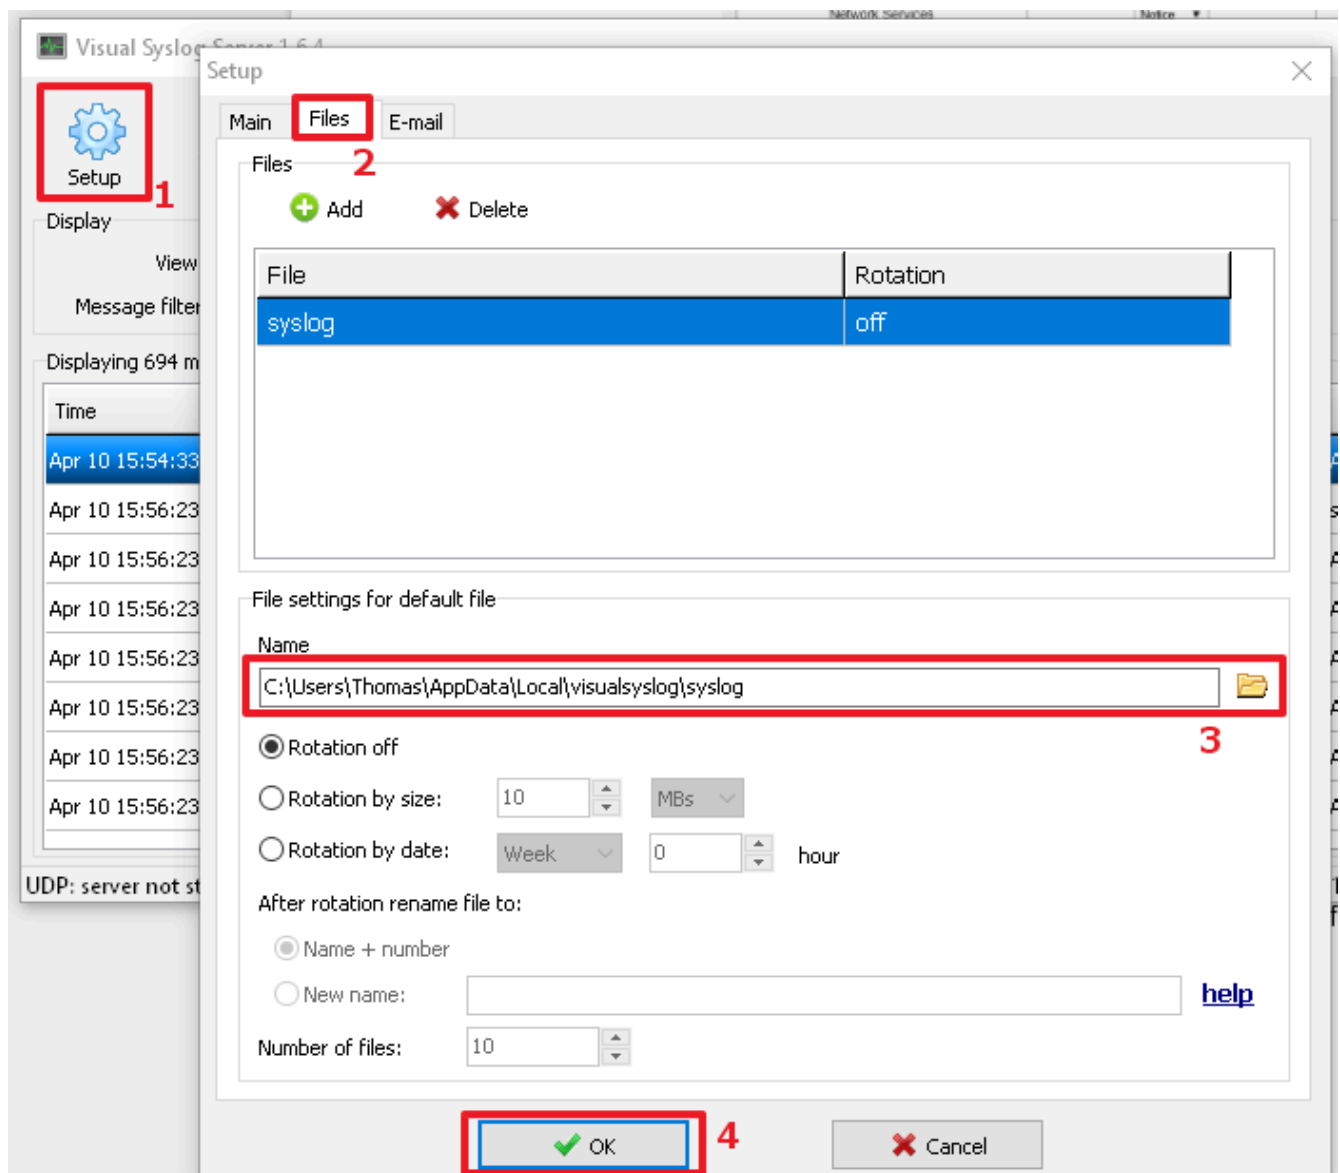 Network Services Notice
Visual Syslog Server 1.6.4
Setup
Setup
1
Main Files E-mail
2
Files
Add Delete
File Rotation
syslog off
Display
View
Message filter
Displaying 694 m
Time
Apr 10 15:54:33
Apr 10 15:56:23
Apr 10 15:56:23
Apr 10 15:56:23
Apr 10 15:56:23
Apr 10 15:56:23
Apr 10 15:56:23
Apr 10 15:56:23
UDP: server not st
File settings for default file
Name
C:\Users\Thomas\AppData\Local\visualsyslog\syslog
3
Rotation off
Rotation by size: 10 MBs
Rotation by date: Week 0 hour
After rotation rename file to:
Name + number
New name: help
Number of files: 10
OK 4 Cancel